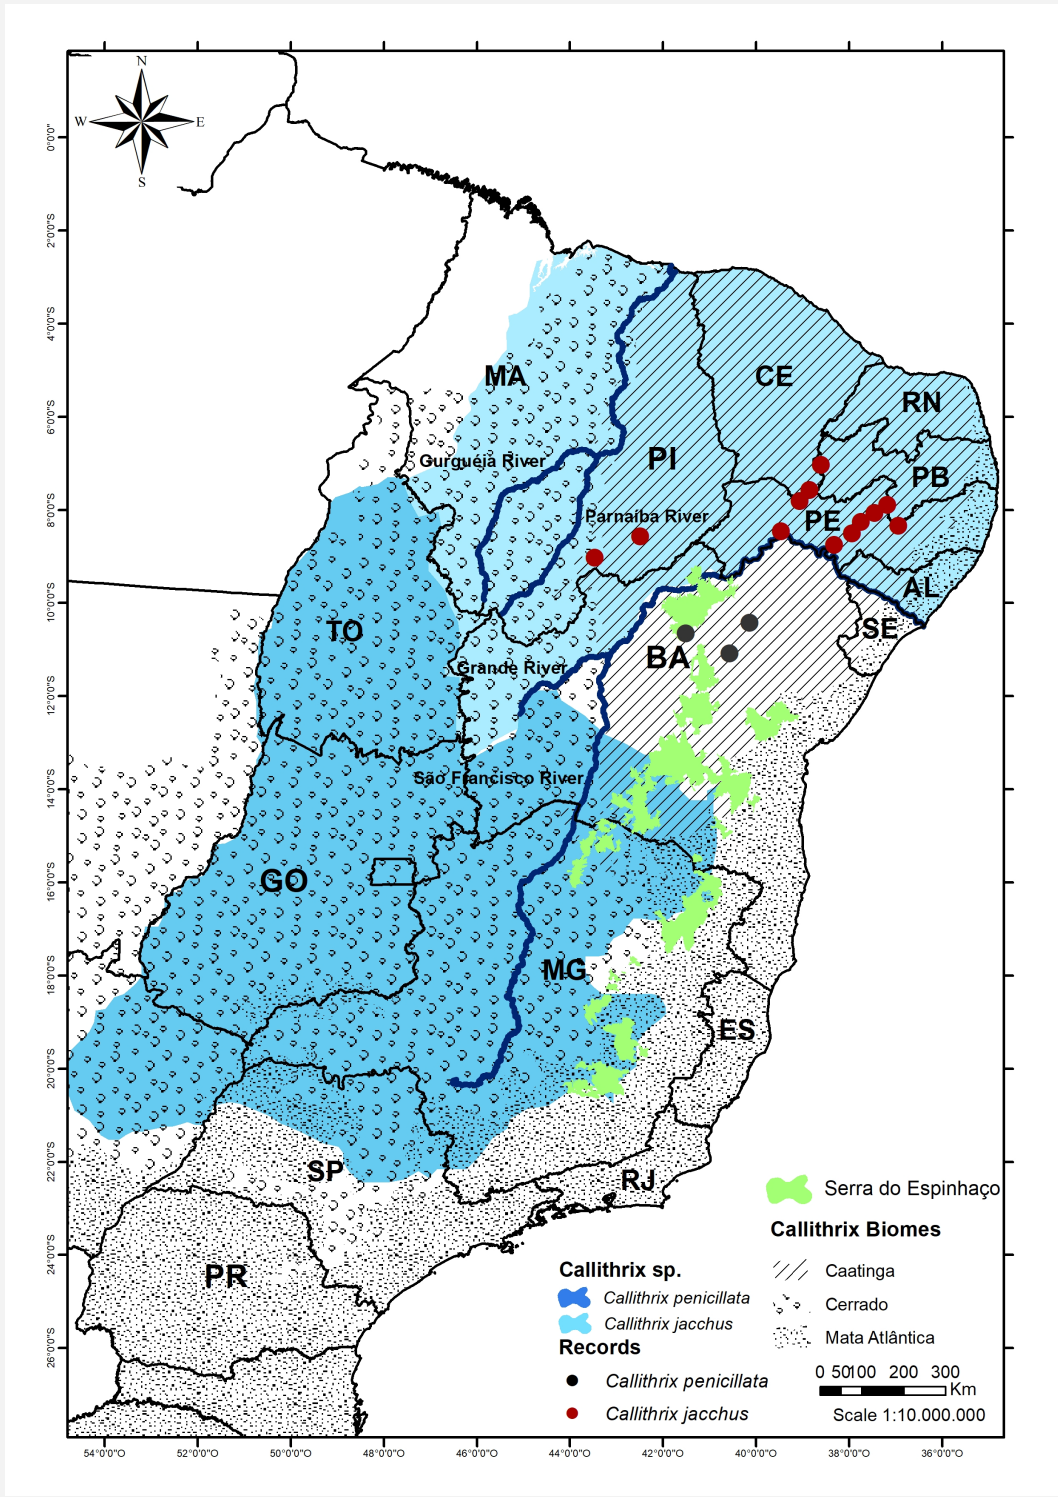 N
W
E
S
0°0'0"
2°0'0"S
4°0'0"S
6°0'0"S
8°0'0"S
10°0'0"S
12°0'0"S
14°0'0"S
16°0'0"S
18°0'0"S
20°0'0"S
22°0'0"S
24°0'0"S
26°0'0"S
MA
CE
RN
Gurguéia River
PI
PB
Parnaíba River
PE
AL
TO
SE
BA
Grande River
São Francisco River
GO
MG
ES
SP
RJ
PR
Serra do Espinhaço
Callithrix Biomes
Caatinga
Cerrado
Mata Atlântica
Callithrix sp.
Callithrix penicillata
Callithrix jacchus
Records
Callithrix penicillata
Callithrix jacchus
0 50100 200 300
Km
Scale 1:10.000.000
54°0'0"O 52°0'0"O 50°0'0"O 48°0'0"O 46°0'0"O 44°0'0"O 42°0'0"O 40°0'0"O 38°0'0"O 36°0'0"O